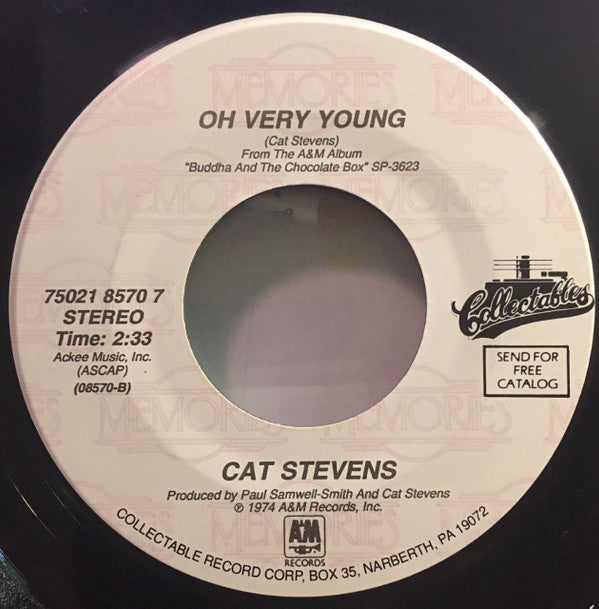 MEMORIES
OH VERY YOUNG
(Cat Stevens)
From The A&M Album
"Buddha And The Chocolate Box" SP-3623
75021 8570 7
STEREO
Time: 2:33
Ackee Music, Inc.
(ASCAP)
(08570-B)
Collectables
SEND FOR
FREE
CATALOG
CAT STEVENS
Produced by Paul Samwell-Smith And Cat Stevens
℗ 1974 A&M Records, Inc.
A&M
RECORDS
COLLECTABLE RECORD CORP, BOX 35, NARBERTH, PA 19072